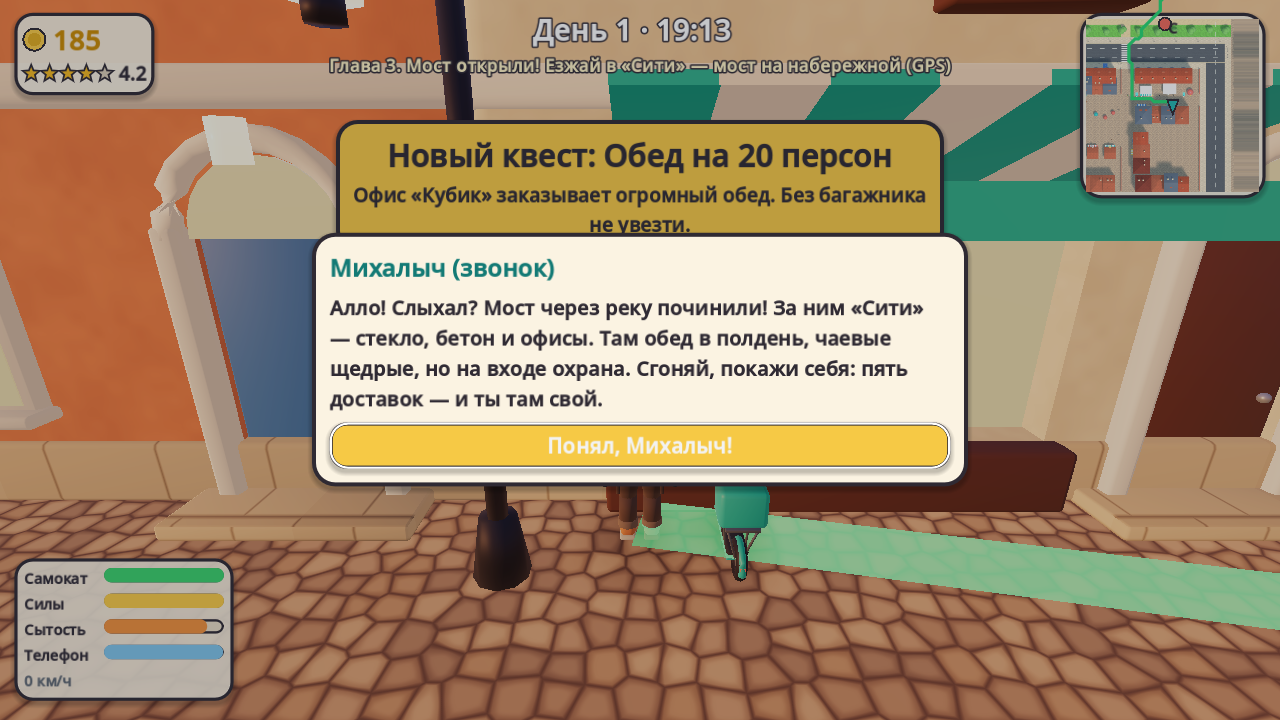 185
4.2
День 1 · 19:13
Глава 3. Мост открыли! Езжай в «Сити» — мост на набережной (GPS)
Новый квест: Обед на 20 персон
Офис «Кубик» заказывает огромный обед. Без багажника
не увезти.
Михалыч (звонок)
Алло! Слыхал? Мост через реку починили! За ним «Сити»
— стекло, бетон и офисы. Там обед в полдень, чаевые
щедрые, но на входе охрана. Сгоняй, покажи себя: пять
доставок — и ты там свой.
Понял, Михалыч!
Самокат
Силы
Сытость
Телефон
0 км/ч